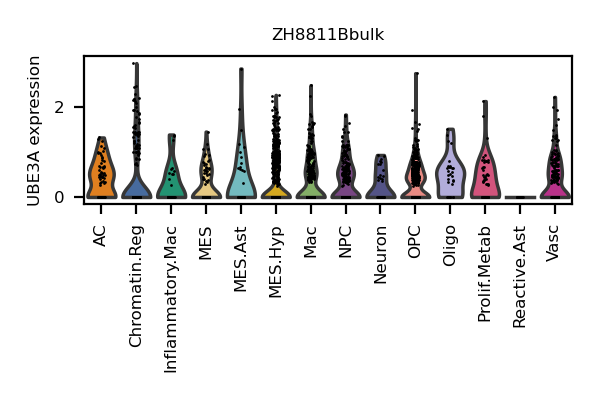 ZH8811Bbulk
UBE3A expression
2
0
AC
Chromatin.Reg
Inflammatory.Mac
MES
MES.Ast
MES.Hyp
Mac
NPC
Neuron
OPC
Oligo
Prolif.Metab
Reactive.Ast
Vasc